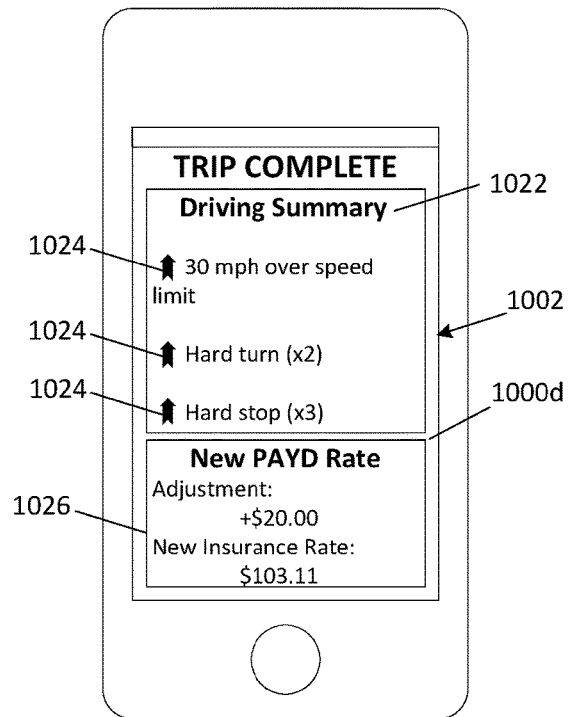 TRIP COMPLETE
Driving Summary
1022
1024
30 mph over speed
limit
1002
1024
Hard turn (x2)
1024
Hard stop (x3)
1000d
New PAYD Rate
Adjustment:
1026
+$20.00
New Insurance Rate:
$103.11